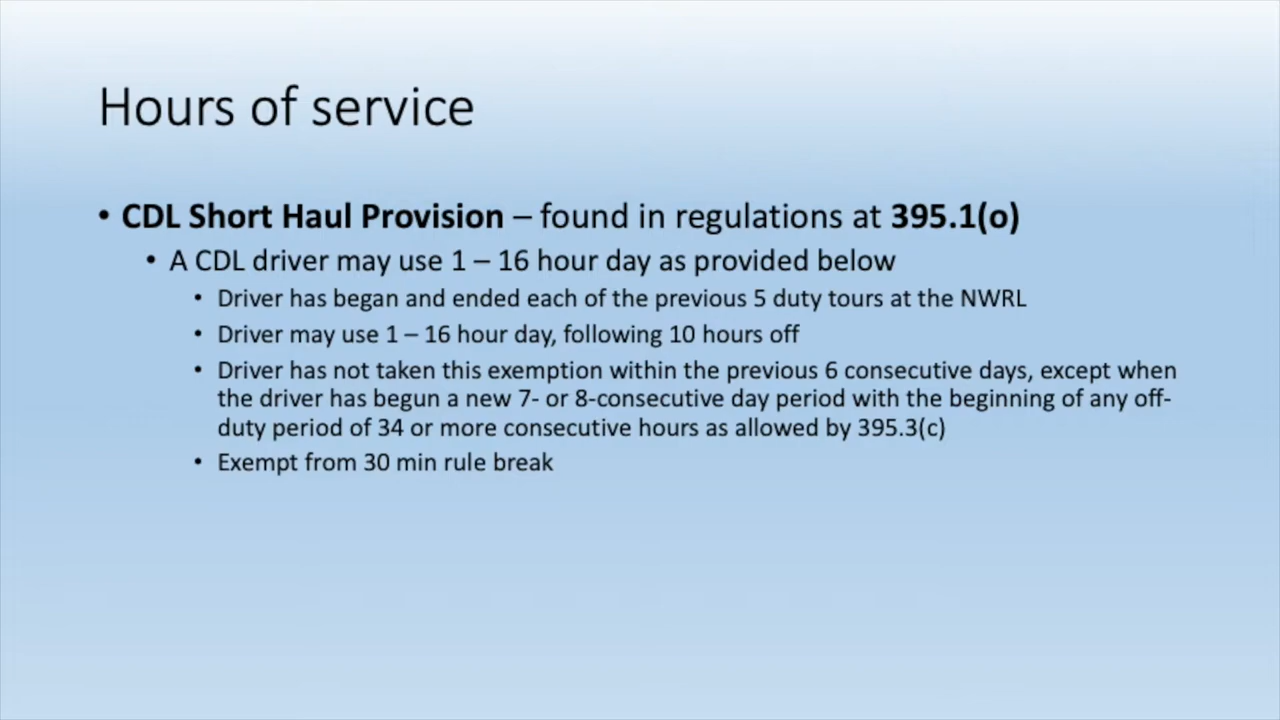 Hours of service
• CDL Short Haul Provision – found in regulations at 395.1(o)
• A CDL driver may use 1 – 16 hour day as provided below
• Driver has began and ended each of the previous 5 duty tours at the NWRL
• Driver may use 1 – 16 hour day, following 10 hours off
• Driver has not taken this exemption within the previous 6 consecutive days, except when
the driver has begun a new 7- or 8-consecutive day period with the beginning of any off-
duty period of 34 or more consecutive hours as allowed by 395.3(c)
• Exempt from 30 min rule break